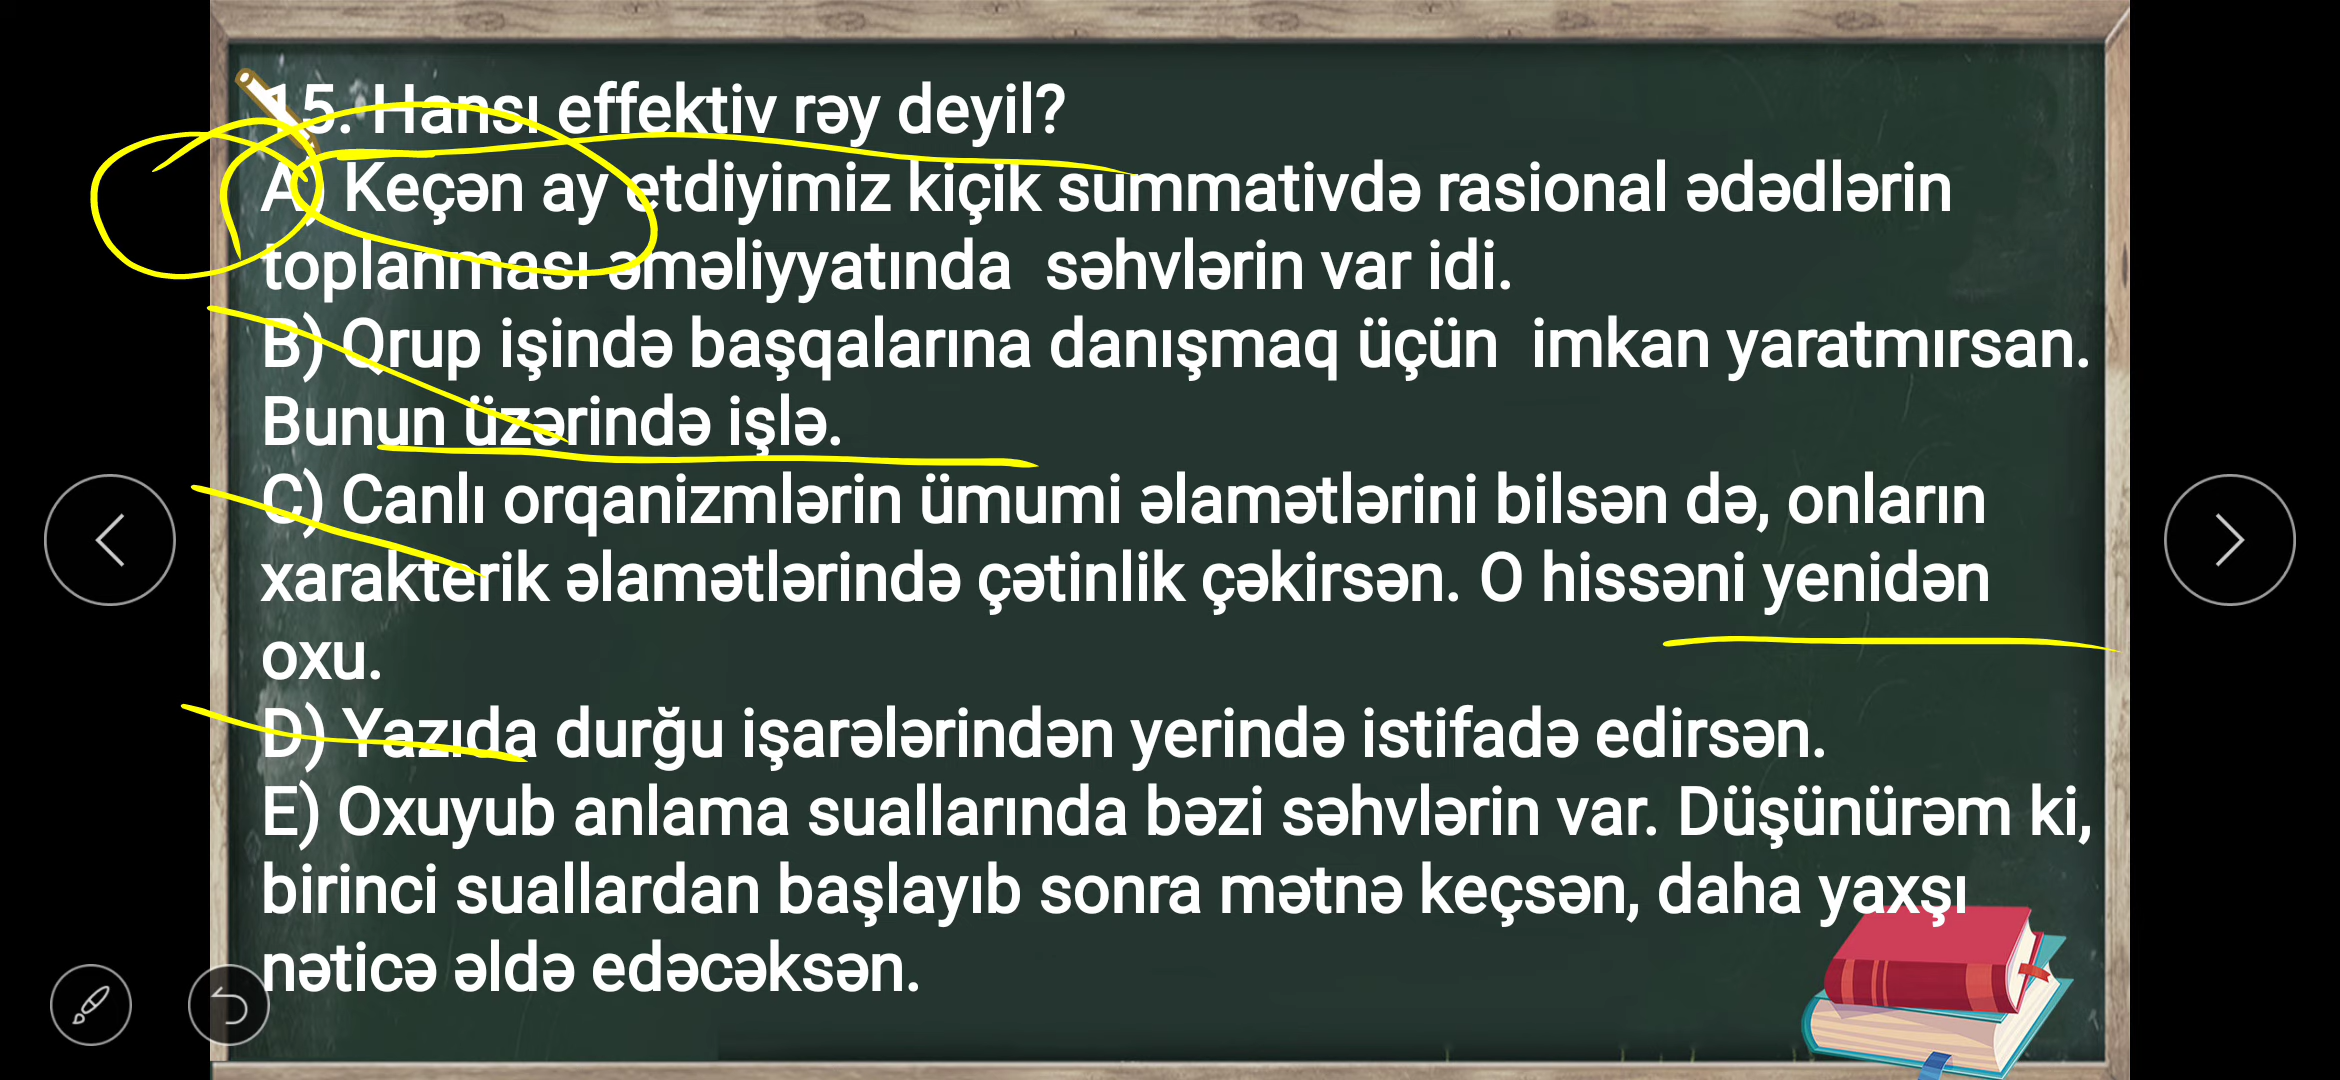 15. Hansı effektiv rəy deyil?
A) Keçən ay etdiyimiz kiçik summativdə rasional ədədlərin
toplanması əməliyyatında səhvlərin var idi.
B) Qrup işində başqalarına danışmaq üçün imkan yaratmırsan.
Bunun üzərində işlə.
C) Canlı orqanizmlərin ümumi əlamətlərini bilsən də, onların
xarakterik əlamətlərində çətinlik çəkirsən. O hissəni yenidən
oxu.
D) Yazıda durğu işarələrindən yerində istifadə edirsən.
E) Oxuyub anlama suallarında bəzi səhvlərin var. Düşünürəm ki,
birinci suallardan başlayıb sonra mətnə keçsən, daha yaxşı
nəticə əldə edəcəksən.